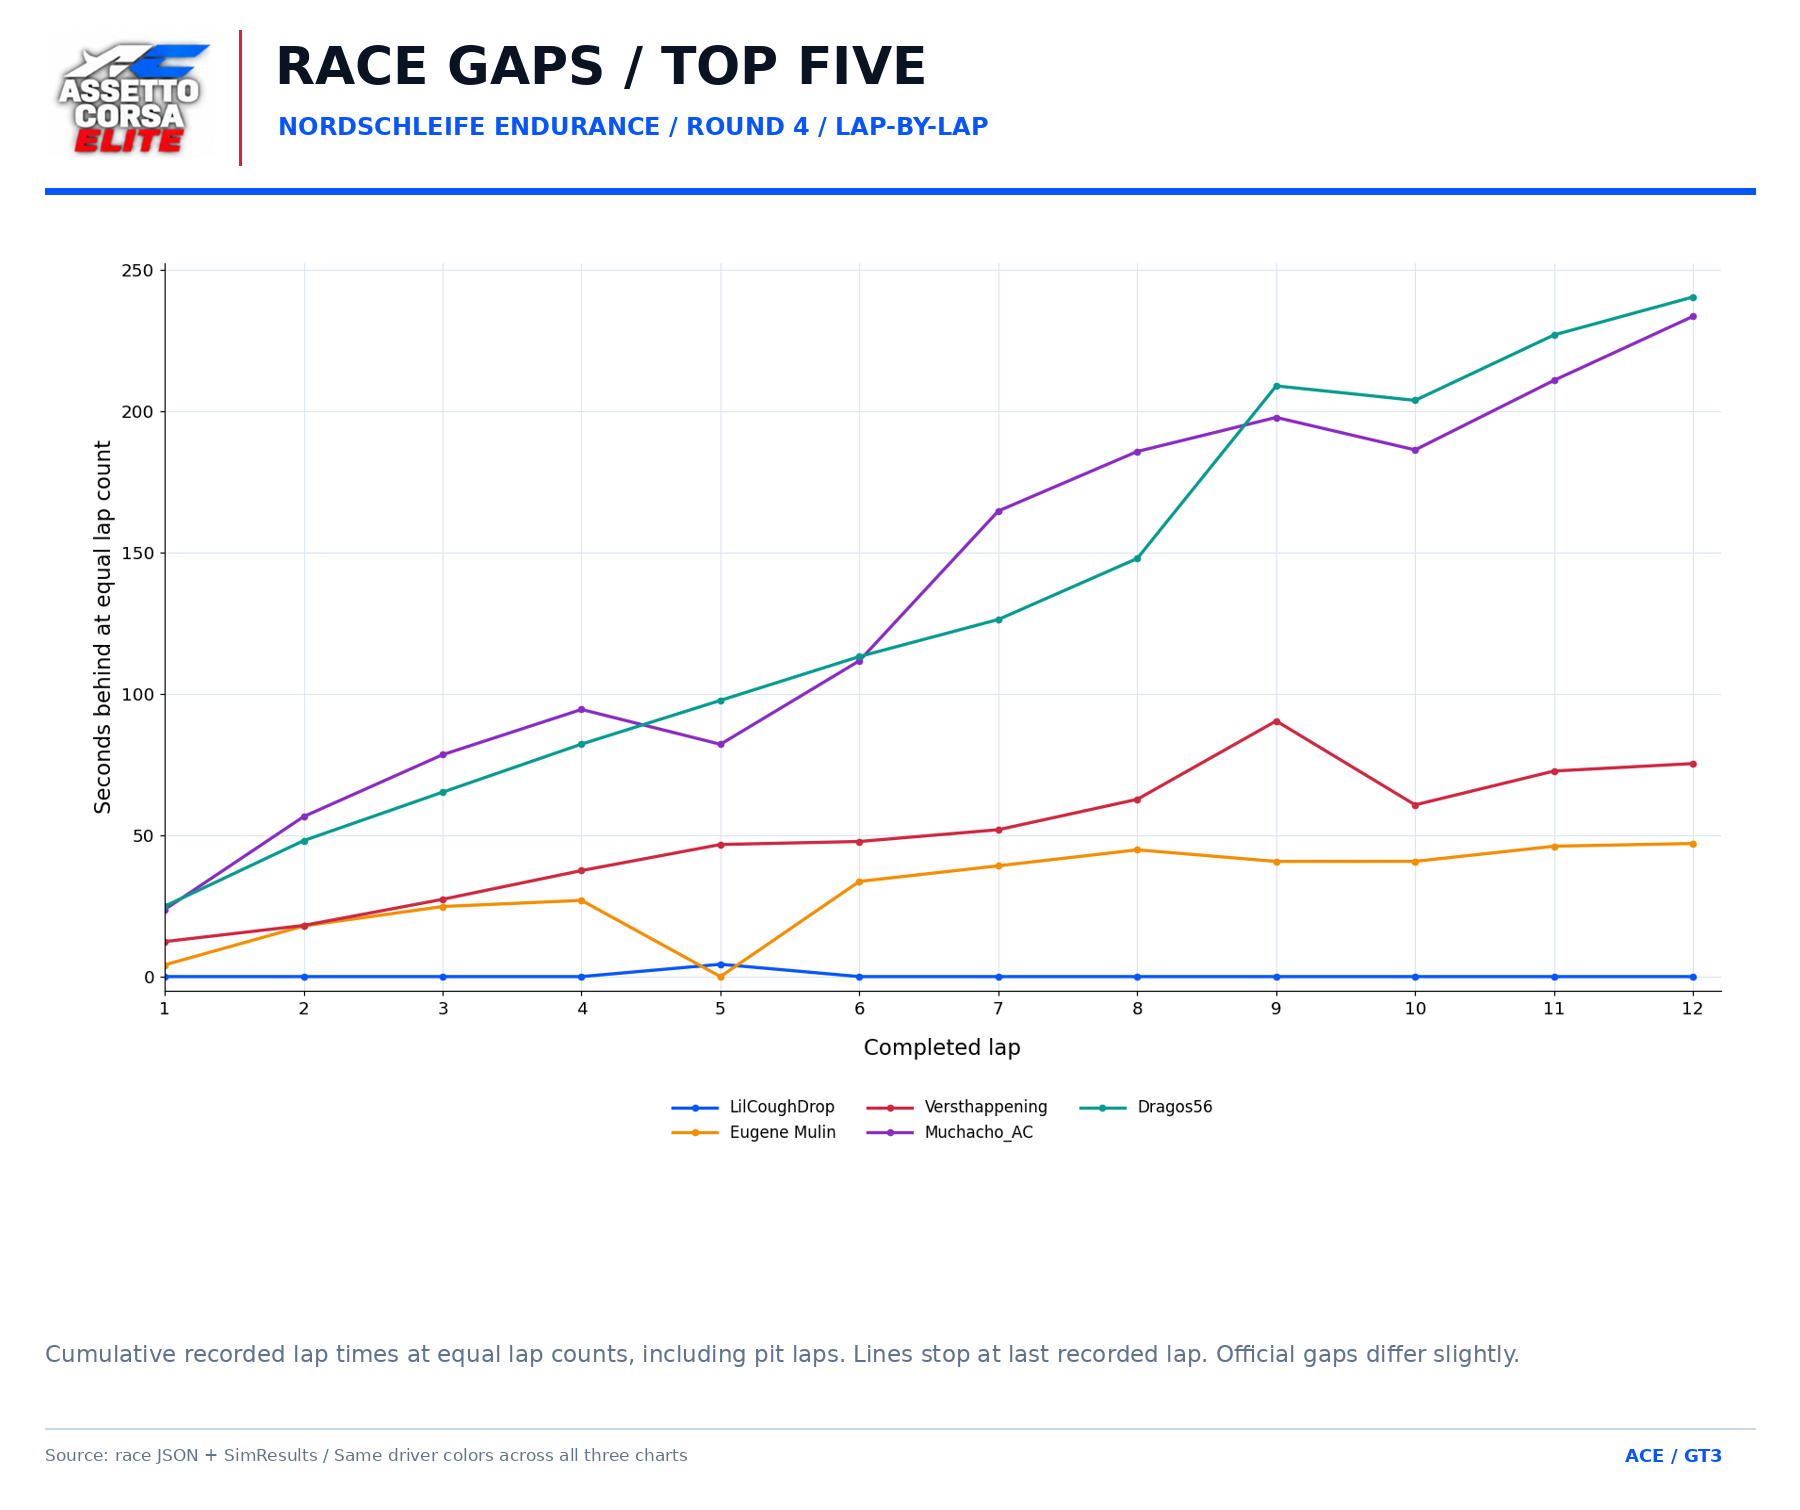 ASSETTO
CORSA
ELITE
RACE GAPS / TOP FIVE
NORDSCHLEIFE ENDURANCE / ROUND 4 / LAP-BY-LAP
250
200
150
100
50
0
Seconds behind at equal lap count
1 2 3 4 5 6 7 8 9 10 11 12
Completed lap
LilCoughDrop Versthappening Dragos56
Eugene Mulin Muchacho_AC
Cumulative recorded lap times at equal lap counts, including pit laps. Lines stop at last recorded lap. Official gaps differ slightly.
Source: race JSON + SimResults / Same driver colors across all three charts
ACE / GT3